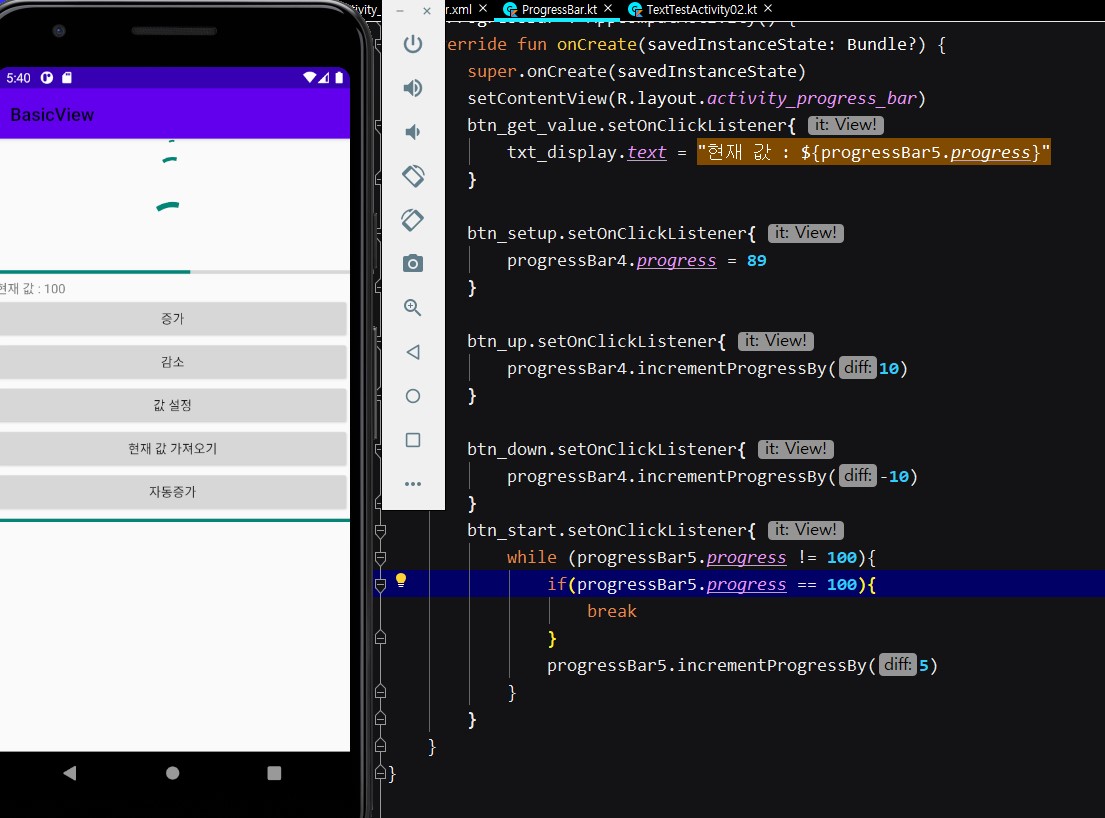 tivity_
r.xml
ProgressBar.kt
TextTestActivity02.kt
5:40
BasicView
현재 값 : 100
증가
감소
값 설정
현재 값 가져오기
자동증가
erride fun onCreate(savedInstanceState: Bundle?) {
super.onCreate(savedInstanceState)
setContentView(R.layout.activity_progress_bar)
btn_get_value.setOnClickListener{ it: View!
txt_display.text = "현재 값 : ${progressBar5.progress}"
}
btn_setup.setOnClickListener{ it: View!
progressBar4.progress = 89
}
btn_up.setOnClickListener{ it: View!
progressBar4.incrementProgressBy( diff: 10)
}
btn_down.setOnClickListener{ it: View!
progressBar4.incrementProgressBy( diff: -10)
}
btn_start.setOnClickListener{ it: View!
while (progressBar5.progress != 100){
if(progressBar5.progress == 100){
break
}
progressBar5.incrementProgressBy( diff: 5)
}
}
}
}